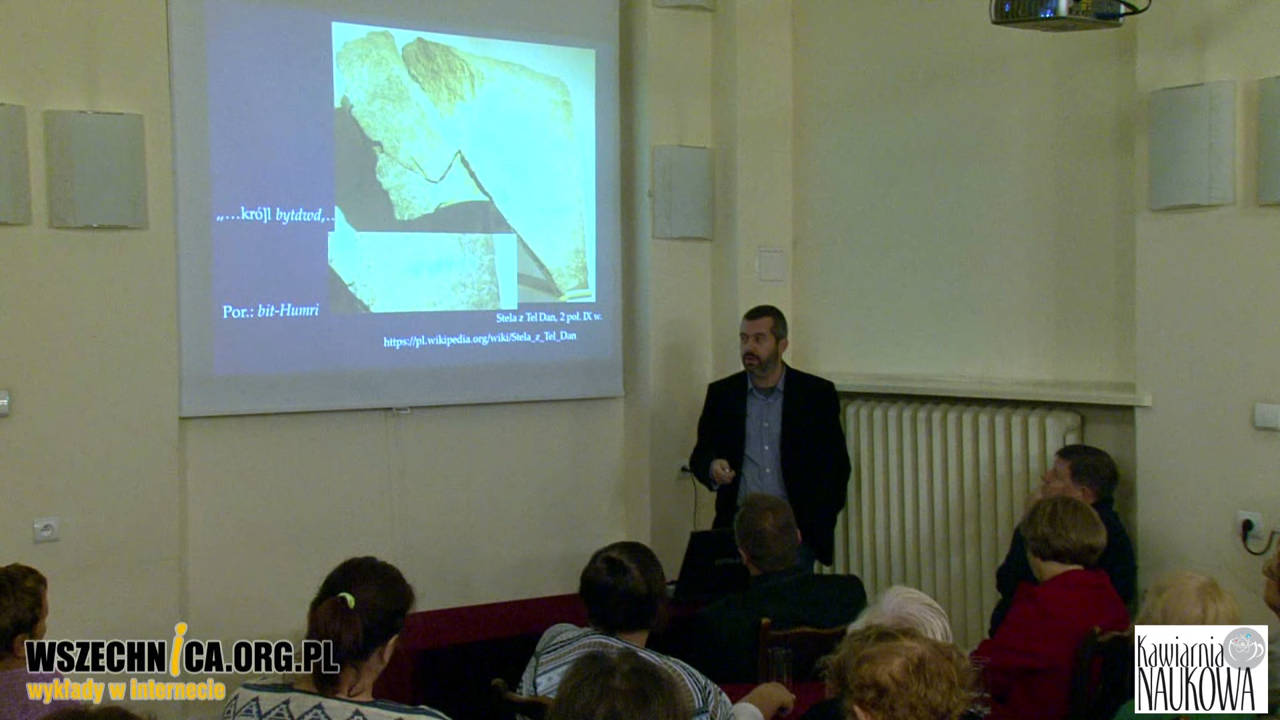 „…kró]l bytdwd,..
Por.: bit-Humri
Stela z Tel Dan, 2 poł. IX w.
https://pl.wikipedia.org/wiki/Stela_z_Tel_Dan
WSZECHNiCA.ORG.PL
wykłady w internecie
Kawiarnia
NAUKOWA